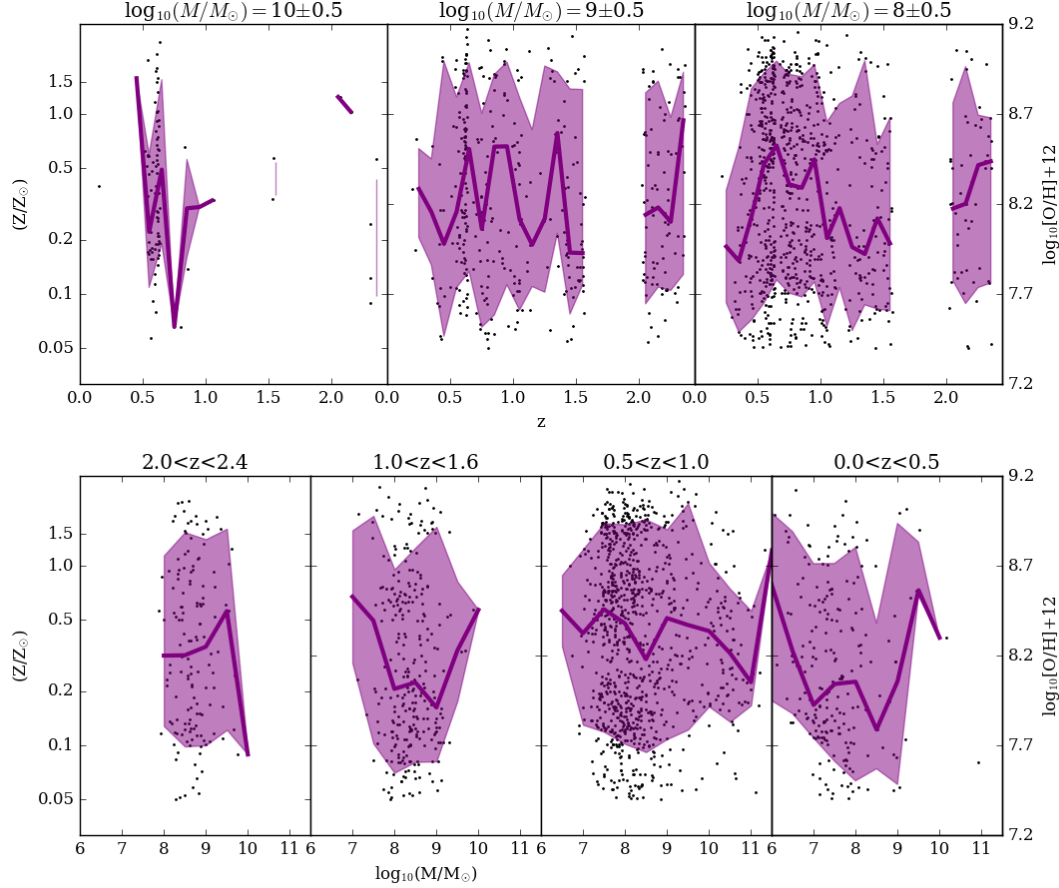 log₁₀(M/M☉)=10±0.5 log₁₀(M/M☉)=9±0.5 log₁₀(M/M☉)=8±0.5
9.2
1.5
1.0 8.7
0.5
(Z/Z☉) 8.2 log₁₀[O/H]+12
0.2
0.1 7.7
0.05
7.2
0.0 0.5 1.0 1.5 2.0 0.0 0.5 1.0 1.5 2.0 0.0 0.5 1.0 1.5 2.0
z
2.0<z<2.4 1.0<z<1.6 0.5<z<1.0 0.0<z<0.5
9.2
1.5
1.0 8.7
0.5
(Z/Z☉) 8.2 log₁₀[O/H]+12
0.2
0.1 7.7
0.05
7.2
6 7 8 9 10 11 6 7 8 9 10 11 6 7 8 9 10 11 6 7 8 9 10 11
log₁₀(M/M☉)